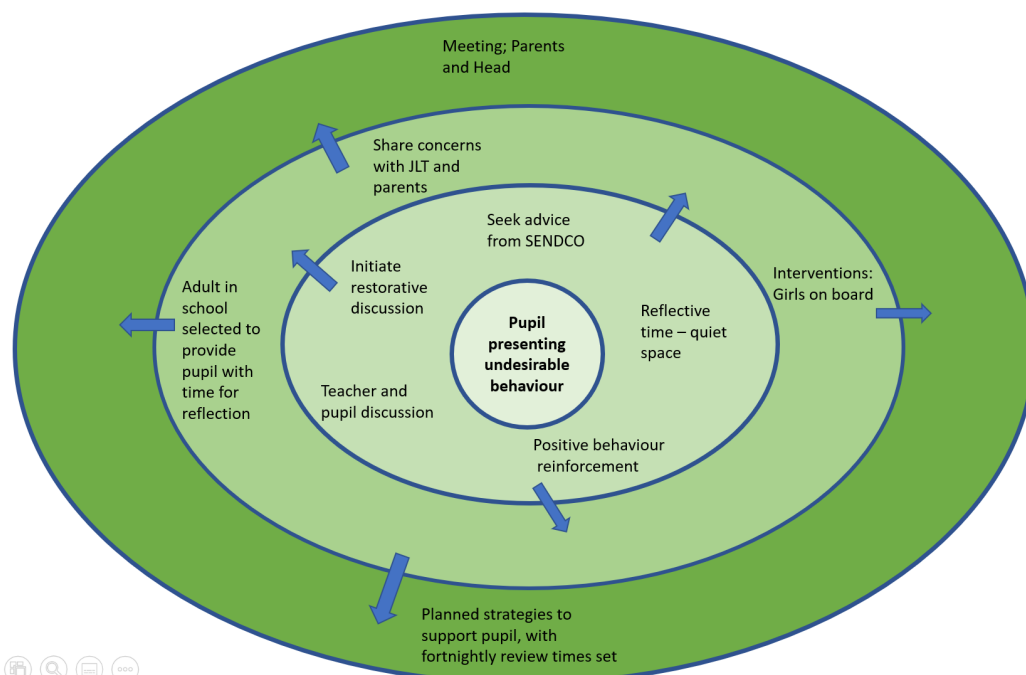 Meeting; Parents
and Head
Share concerns
with JLT and
parents
Seek advice
from SENDCO
Initiate
restorative
discussion
Interventions:
Girls on board
Adult in
school
selected to
provide
pupil with
time for
reflection
Reflective
time – quiet
space
Pupil
presenting
undesirable
behaviour
Teacher and
pupil discussion
Positive behaviour
reinforcement
Planned strategies to
support pupil, with
fortnightly review times set